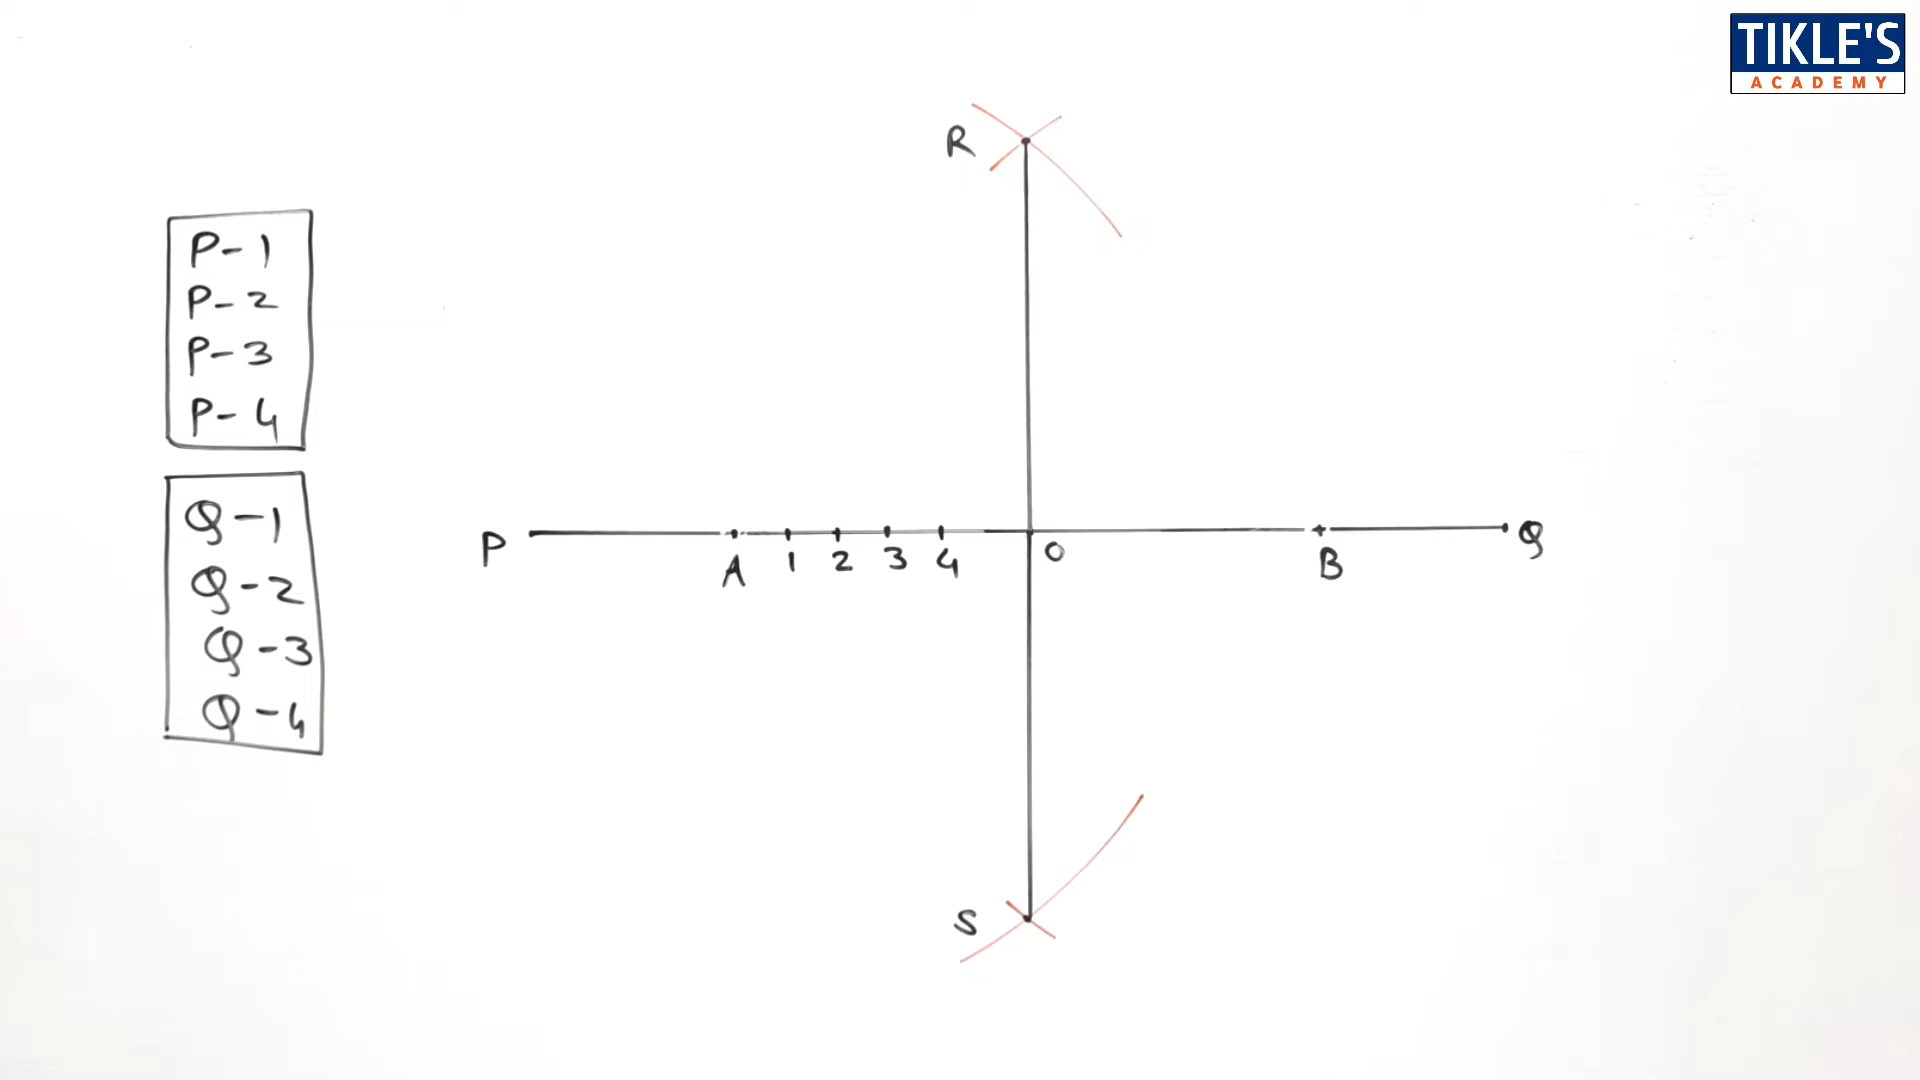 TIKLE'S
ACADEMY
R
P-1
P-2
P-3
P-4
Q-1
Q-2
Q-3
Q-4
P
A 1 2 3 4 O B
Q
S